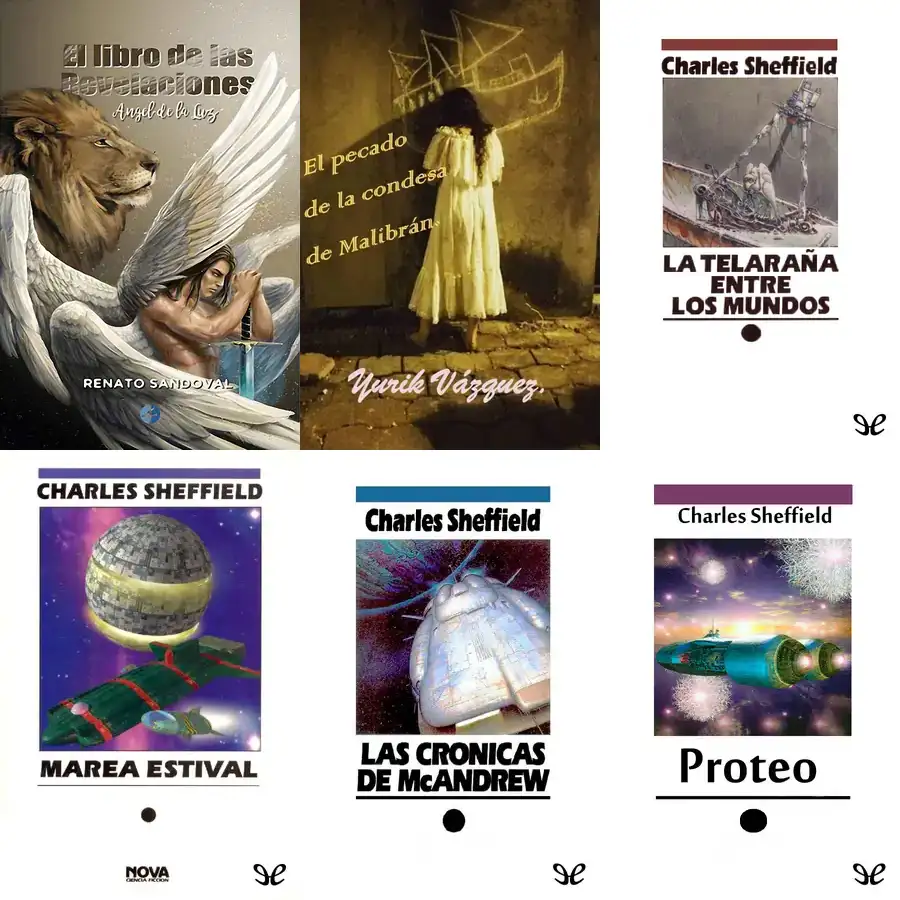 El libro de las
Revelaciones
Angel de la Luz
RENATO SANDOVAL
El pecado
de la condesa
de Malibrán.
Yurik Vázquez.
Charles Sheffield
LA TELARAÑA
ENTRE
LOS MUNDOS
CHARLES SHEFFIELD
MAREA ESTIVAL
NOVA
CIENCIA FICCION
Charles Sheffield
LAS CRONICAS
DE McANDREW
Charles Sheffield
Proteo